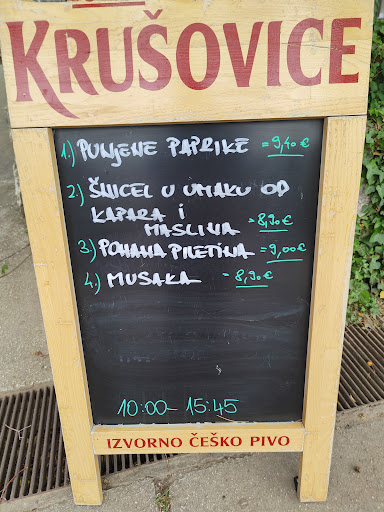 KRUŠOVICE
1.) PUNJENE PAPRIKE = 9,40 €
2.) ŠNICEL U UMAKU OD
KAPARA I
MASLINA = 8,90 €
3.) POHANA PILETINA = 9,00 €
4.) MUSAKA - 8,90 €
10:00 - 15:45
IZVORNO ČEŠKO PIVO